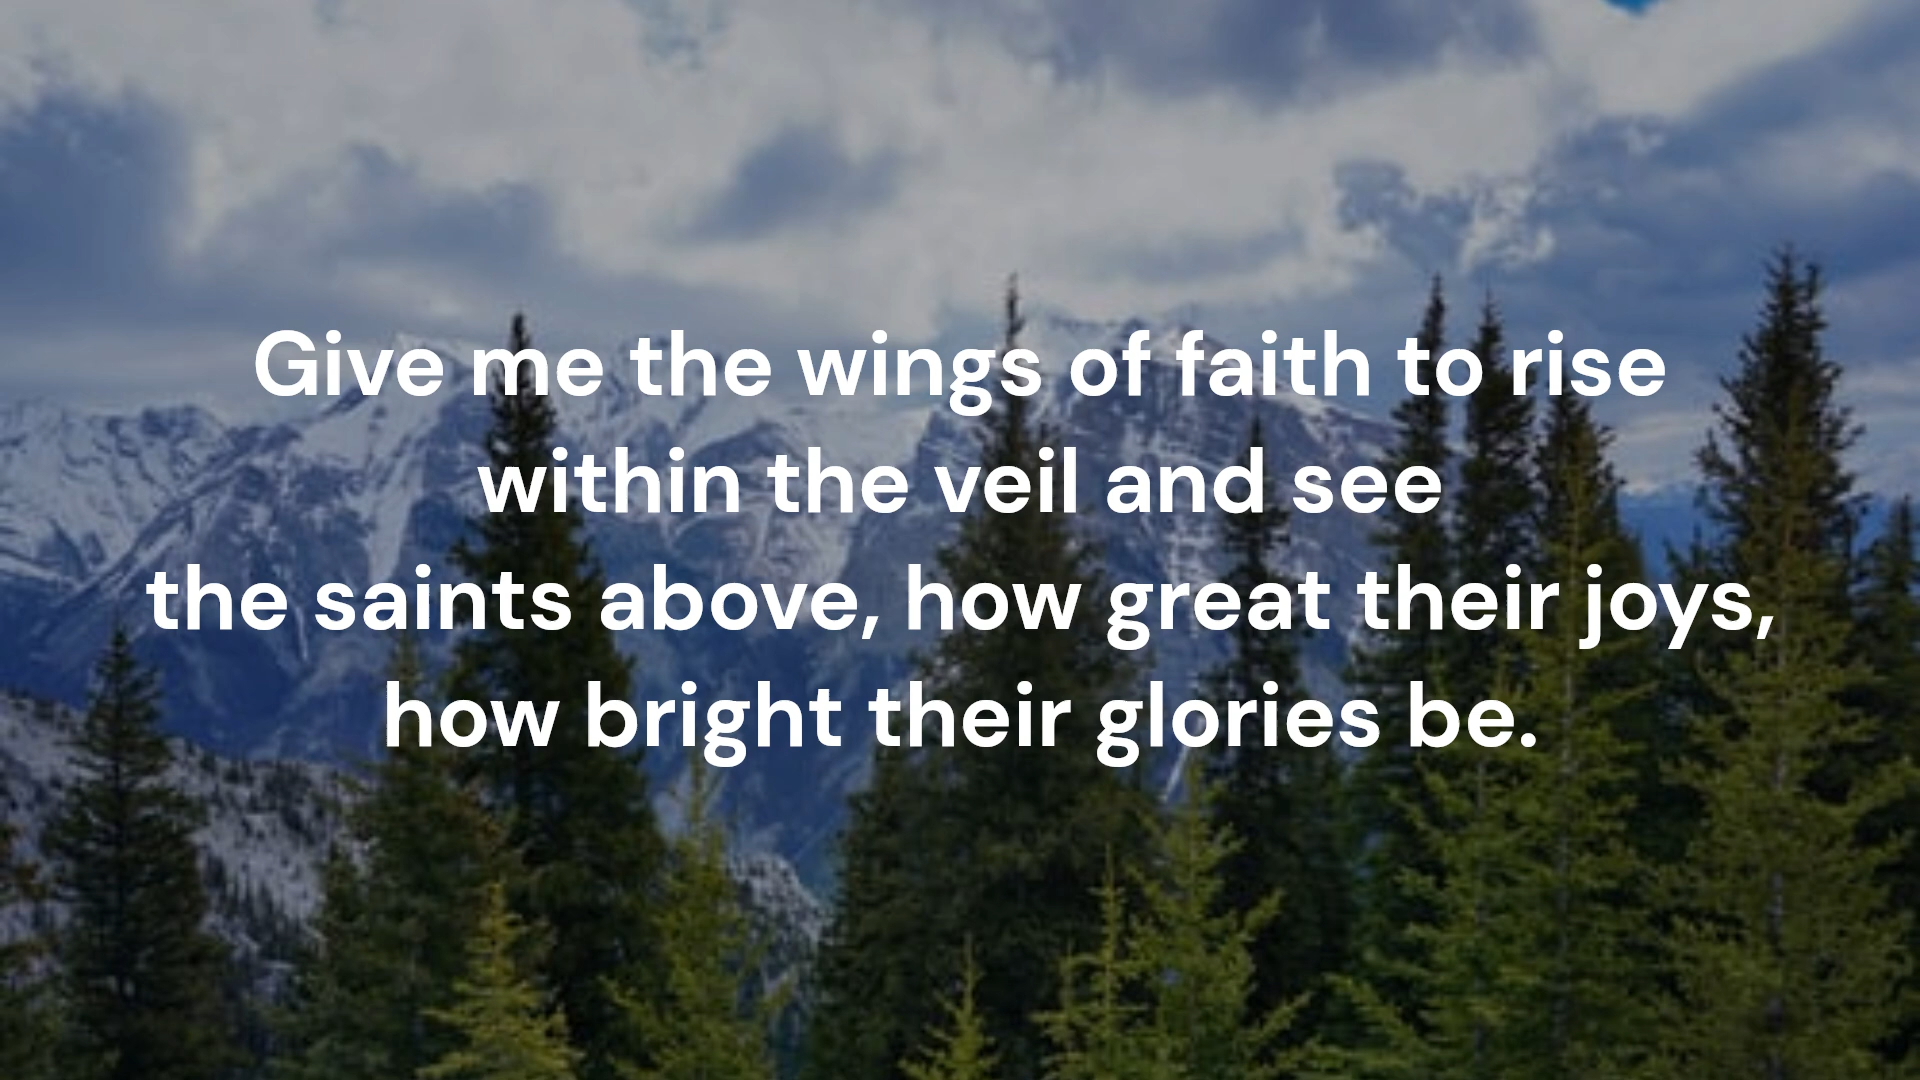 Give me the wings of faith to rise
within the veil and see
the saints above, how great their joys,
how bright their glories be.